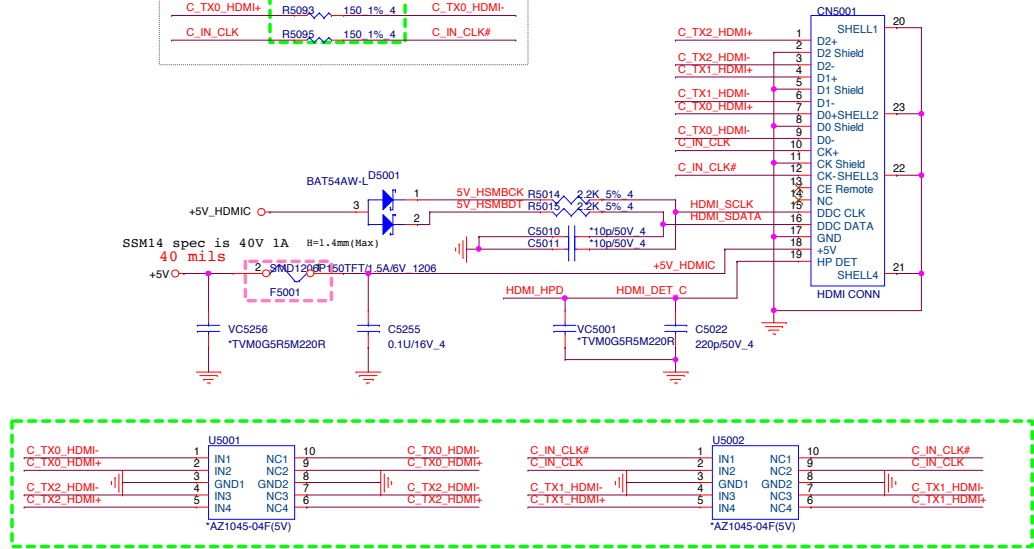 C_TX0_HDMI+ R5093 150_1%_4 C_TX0_HDMI-
C_IN_CLK R5095 150_1%_4 C_IN_CLK#
CN5001
SHELL1 20
C_TX2_HDMI+ 1 D2+
2 D2 Shield
C_TX2_HDMI- 3 D2-
C_TX1_HDMI+ 4 D1+
5 D1 Shield
C_TX1_HDMI- 6 D1-
C_TX0_HDMI+ 7 D0+ SHELL2 23
8 D0 Shield
C_TX0_HDMI- 9 D0-
C_IN_CLK 10 CK+
11 CK Shield
C_IN_CLK# 12 CK- SHELL3 22
13 CE Remote
14 NC
HDMI_SCLK 15 DDC CLK
HDMI_SDATA 16 DDC DATA
17 GND
+5V_HDMIC 18 +5V
19 HP DET
SHELL4 21
HDMI CONN
BAT54AW-L D5001
+5V_HDMIC 3
1 5V_HSMBCK R5014 2.2K_5%_4
2 5V_HSMBDT R5015 2.2K_5%_4
C5010 *10p/50V_4
C5011 *10p/50V_4
SSM14 spec is 40V 1A H=1.4mm(Max)
40 mils
+5V 2 1 SMD1206P150TFT/1.5A/6V_1206
F5001
HDMI_HPD HDMI_DET_C
VC5256
*TVM0G5R5M220R
C5255
0.1U/16V_4
VC5001
*TVM0G5R5M220R
C5022
220p/50V_4
U5001
C_TX0_HDMI- 1 IN1 NC1 10 C_TX0_HDMI-
C_TX0_HDMI+ 2 IN2 NC2 9 C_TX0_HDMI+
3 GND1 GND2 8
C_TX2_HDMI- 4 IN3 NC3 7 C_TX2_HDMI-
C_TX2_HDMI+ 5 IN4 NC4 6 C_TX2_HDMI+
*AZ1045-04F(5V)
U5002
C_IN_CLK# 1 IN1 NC1 10 C_IN_CLK#
C_IN_CLK 2 IN2 NC2 9 C_IN_CLK
3 GND1 GND2 8
C_TX1_HDMI- 4 IN3 NC3 7 C_TX1_HDMI-
C_TX1_HDMI+ 5 IN4 NC4 6 C_TX1_HDMI+
*AZ1045-04F(5V)